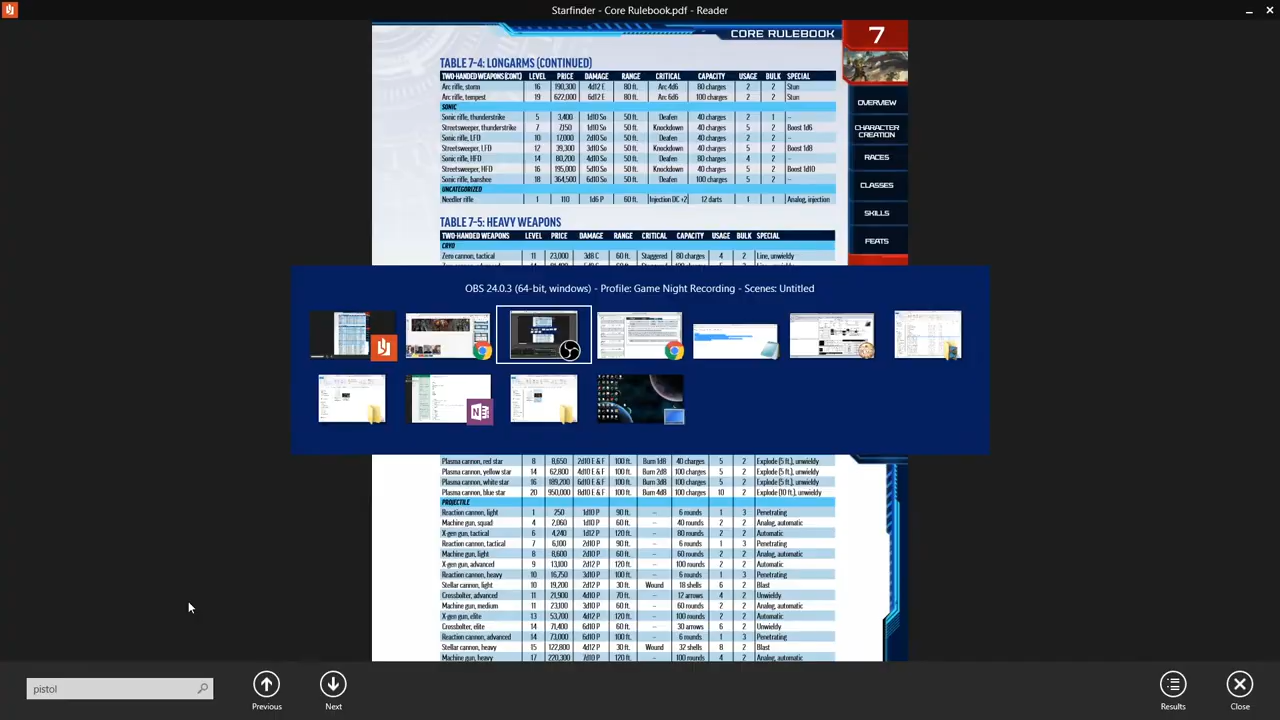 Starfinder - Core Rulebook.pdf - Reader
CORE RULEBOOK 7
TABLE 7-4: LONGARMS (CONTINUED)
TWO-HANDED WEAPONS (CONT.) LEVEL PRICE DAMAGE RANGE CRITICAL CAPACITY USAGE BULK SPECIAL
Arc rifle, storm 16 190,300 4d12 E 80 ft. Arc 4d6 80 charges 2 2 Stun
Arc rifle, tempest 19 622,000 6d12 E 80 ft. Arc 6d6 100 charges 2 2 Stun
SONIC
Sonic rifle, thunderstrike 5 3,400 1d10 So 50 ft. Deafen 40 charges 2 1 –
Streetsweeper, thunderstrike 7 7,150 1d10 So 50 ft. Knockdown 40 charges 5 2 Boost 1d6
Sonic rifle, LFD 10 17,000 2d10 So 50 ft. Deafen 40 charges 2 2 –
Streetsweeper, LFD 12 39,300 3d10 So 50 ft. Knockdown 40 charges 5 2 Boost 1d8
Sonic rifle, HFD 14 80,200 4d10 So 50 ft. Deafen 80 charges 4 2 –
Streetsweeper, HFD 16 195,000 5d10 So 50 ft. Knockdown 80 charges 5 2 Boost 1d10
Sonic rifle, banshee 18 364,500 6d10 So 50 ft. Deafen 100 charges 5 2 –
UNCATEGORIZED
Needler rifle 1 110 1d6 P 60 ft. Injection DC +2 12 darts 1 1 Analog, injection
TABLE 7-5: HEAVY WEAPONS
TWO-HANDED WEAPONS LEVEL PRICE DAMAGE RANGE CRITICAL CAPACITY USAGE BULK SPECIAL
CRYO
Zero cannon, tactical 11 23,000 3d8 C 60 ft. Staggered 80 charges 4 2 Line, unwieldy
OVERVIEW
CHARACTER
CREATION
RACES
CLASSES
SKILLS
FEATS
OBS 24.0.3 (64-bit, windows) - Profile: Game Night Recording - Scenes: Untitled
Plasma cannon, red star 8 8,650 2d10 E & F 100 ft. Burn 1d8 40 charges 5 2 Explode (5 ft.), unwieldy
Plasma cannon, yellow star 14 62,800 4d10 E & F 100 ft. Burn 2d8 100 charges 5 2 Explode (5 ft.), unwieldy
Plasma cannon, white star 16 189,200 6d10 E & F 100 ft. Burn 3d8 100 charges 5 2 Explode (5 ft.), unwieldy
Plasma cannon, blue star 20 950,000 8d10 E & F 100 ft. Burn 4d8 100 charges 10 2 Explode (10 ft.), unwieldy
PROJECTILE
Reaction cannon, light 1 250 1d10 P 90 ft. – 6 rounds 1 3 Penetrating
Machine gun, squad 4 2,060 1d10 P 60 ft. – 40 rounds 2 2 Analog, automatic
X-gen gun, tactical 6 4,240 1d12 P 120 ft. – 80 rounds 2 2 Automatic
Reaction cannon, tactical 7 6,100 2d10 P 90 ft. – 6 rounds 1 3 Penetrating
Machine gun, light 8 8,600 2d10 P 60 ft. – 60 rounds 2 2 Analog, automatic
X-gen gun, advanced 9 13,100 2d12 P 120 ft. – 100 rounds 2 2 Automatic
Reaction cannon, heavy 10 16,750 3d10 P 100 ft. – 6 rounds 1 3 Penetrating
Stellar cannon, light 10 19,200 2d12 P 30 ft. Wound 18 shells 6 2 Blast
Crossbolter, advanced 11 21,900 4d10 P 70 ft. – 12 arrows 4 2 Unwieldy
Machine gun, medium 11 23,100 3d10 P 60 ft. – 60 rounds 2 2 Analog, automatic
X-gen gun, elite 13 53,700 4d12 P 120 ft. – 100 rounds 2 2 Automatic
Crossbolter, elite 14 71,400 6d10 P 60 ft. – 30 arrows 6 2 Unwieldy
Reaction cannon, advanced 14 73,000 6d10 P 100 ft. – 6 rounds 1 3 Penetrating
Stellar cannon, heavy 15 122,800 4d12 P 30 ft. Wound 32 shells 8 2 Blast
Machine gun, heavy 17 220,300 7d10 P 120 ft. – 100 rounds 2 2 Analog, automatic
pistol
Previous
Next
Results
Close